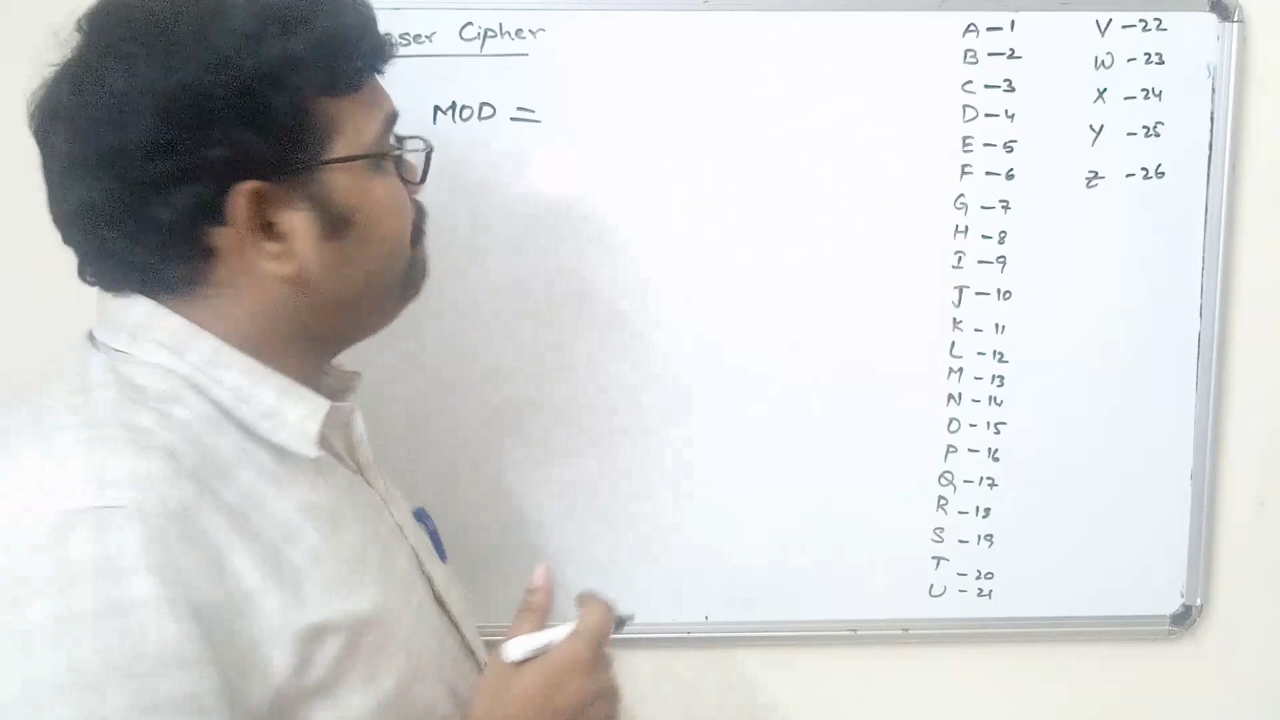 Cipher
MOD =
A - 1
B - 2
C - 3
D - 4
E - 5
F - 6
G - 7
H - 8
I - 9
J - 10
K - 11
L - 12
M - 13
N - 14
O - 15
P - 16
Q - 17
R - 18
S - 19
T - 20
U - 21
V - 22
W - 23
X - 24
Y - 25
Z - 26